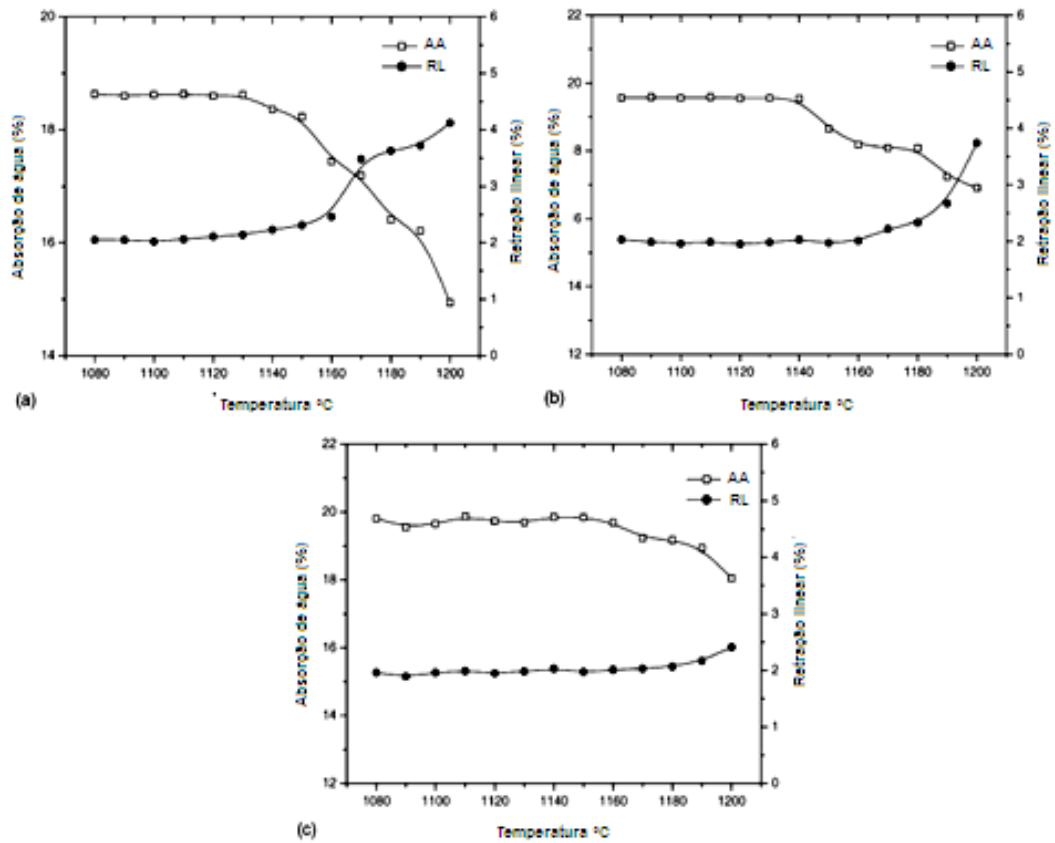 20
18
16
14
6
5
4
3
2
1
0
AA
RL
Absorção de agua (%)
Retração linear (%)
1080 1100 1120 1140 1160 1180 1200
(a)
Temperatura ºC
22
20
8
6
14
12
6
5
4
3
2
1
0
AA
RL
Absorção de agua (%)
Retração linear (%)
1080 1100 1120 1140 1160 1180 1200
(b)
Temperatura ºC
22
20
18
16
14
12
6
5
4
3
2
1
0
AA
RL
Absorção de agua (%)
Retração linear (%)
1080 1100 1120 1140 1160 1180 1200
(c)
Temperatura ºC